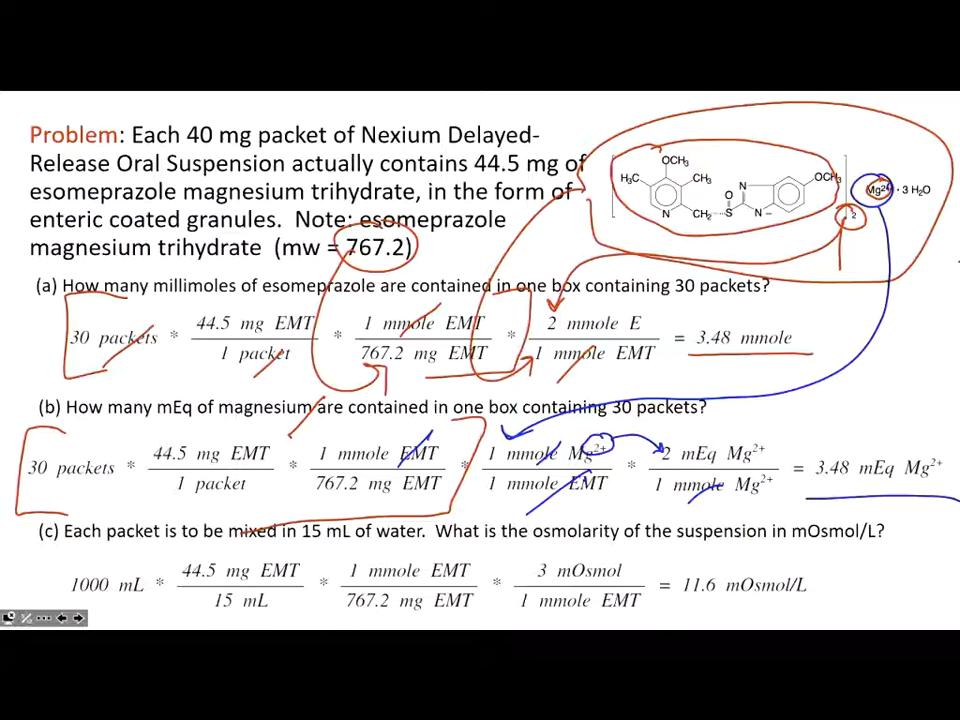 Problem: Each 40 mg packet of Nexium Delayed-
Release Oral Suspension actually contains 44.5 mg of
esomeprazole magnesium trihydrate, in the form of
enteric coated granules. Note: esomeprazole
magnesium trihydrate (mw = 767.2)
OCH₃
H₃C CH₃ OCH₃
N O
N CH₂ S N –
2
Mg²⁺ · 3 H₂O
(a) How many millimoles of esomeprazole are contained in one box containing 30 packets?
30 packets * 44.5 mg EMT / 1 packet * 1 mmole EMT / 767.2 mg EMT * 2 mmole E / 1 mmole EMT = 3.48 mmole
(b) How many mEq of magnesium are contained in one box containing 30 packets?
30 packets * 44.5 mg EMT / 1 packet * 1 mmole EMT / 767.2 mg EMT * 1 mmole Mg²⁺ / 1 mmole EMT * 2 mEq Mg²⁺ / 1 mmole Mg²⁺ = 3.48 mEq Mg²⁺
(c) Each packet is to be mixed in 15 mL of water. What is the osmolarity of the suspension in mOsmol/L?
1000 mL * 44.5 mg EMT / 15 mL * 1 mmole EMT / 767.2 mg EMT * 3 mOsmol / 1 mmole EMT = 11.6 mOsmol/L